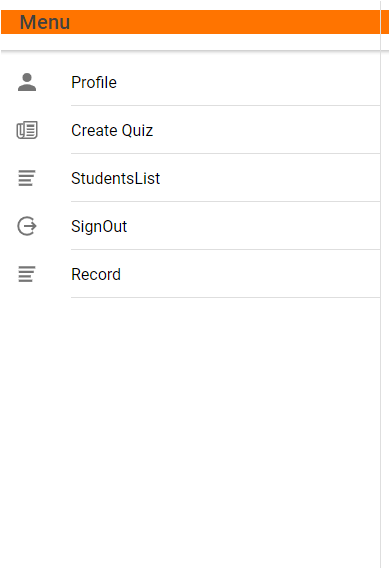 Menu
Profile
Create Quiz
StudentsList
SignOut
Record